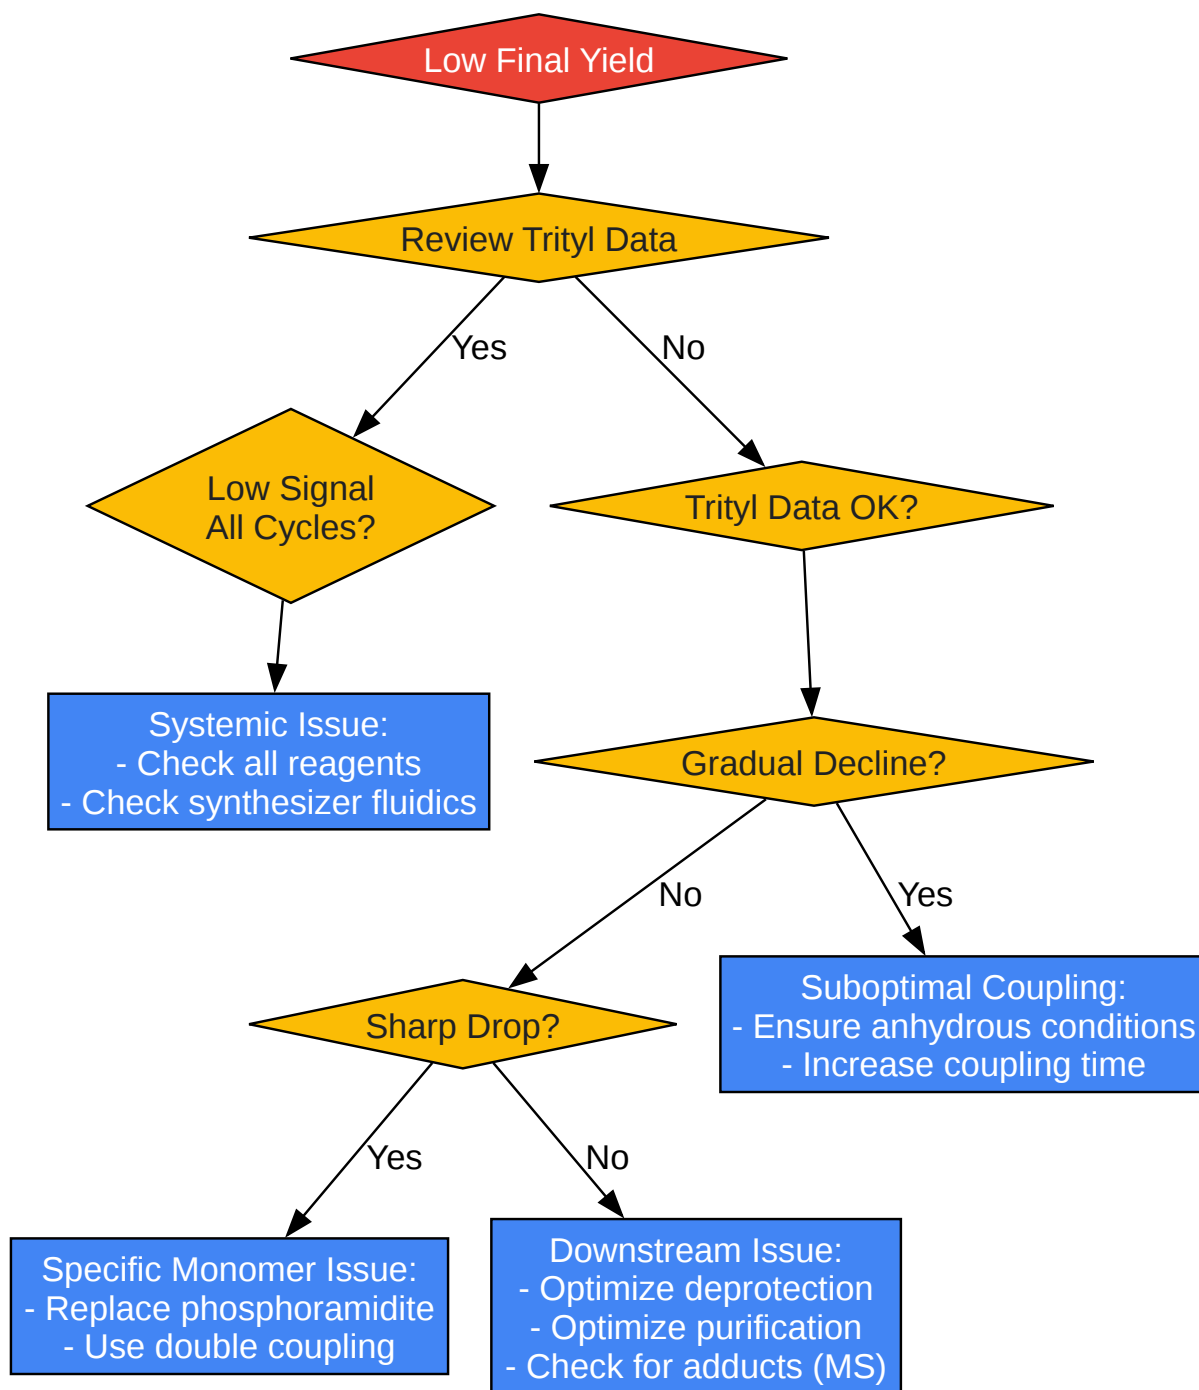 Low Final Yield
Review Trityl Data
Yes
No
Low Signal
All Cycles?
Trityl Data OK?
Systemic Issue:
- Check all reagents
- Check synthesizer fluidics
Gradual Decline?
No
Yes
Suboptimal Coupling:
- Ensure anhydrous conditions
- Increase coupling time
Sharp Drop?
Yes
No
Specific Monomer Issue:
- Replace phosphoramidite
- Use double coupling
Downstream Issue:
- Optimize deprotection
- Optimize purification
- Check for adducts (MS)